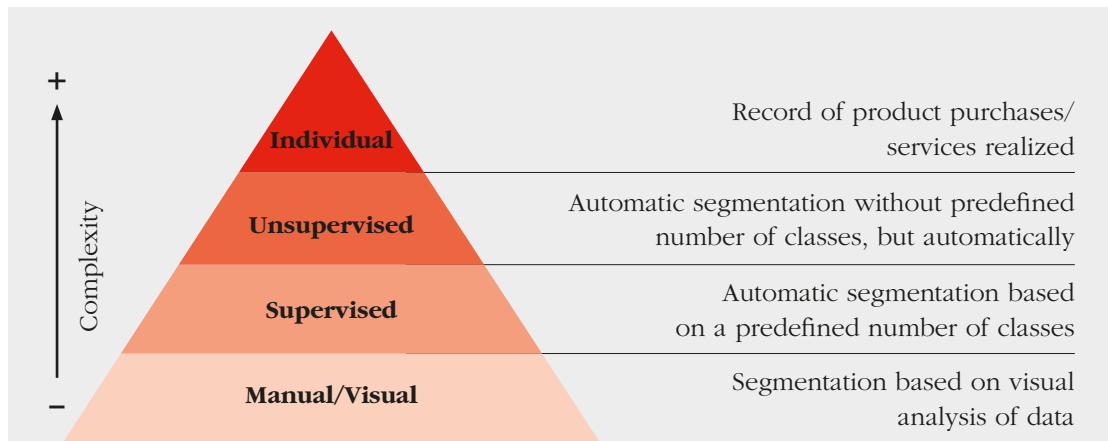 +
Complexity
–
Individual
Record of product purchases/
services realized
Unsupervised
Automatic segmentation without predefined
number of classes, but automatically
Supervised
Automatic segmentation based
on a predefined number of classes
Manual/Visual
Segmentation based on visual
analysis of data